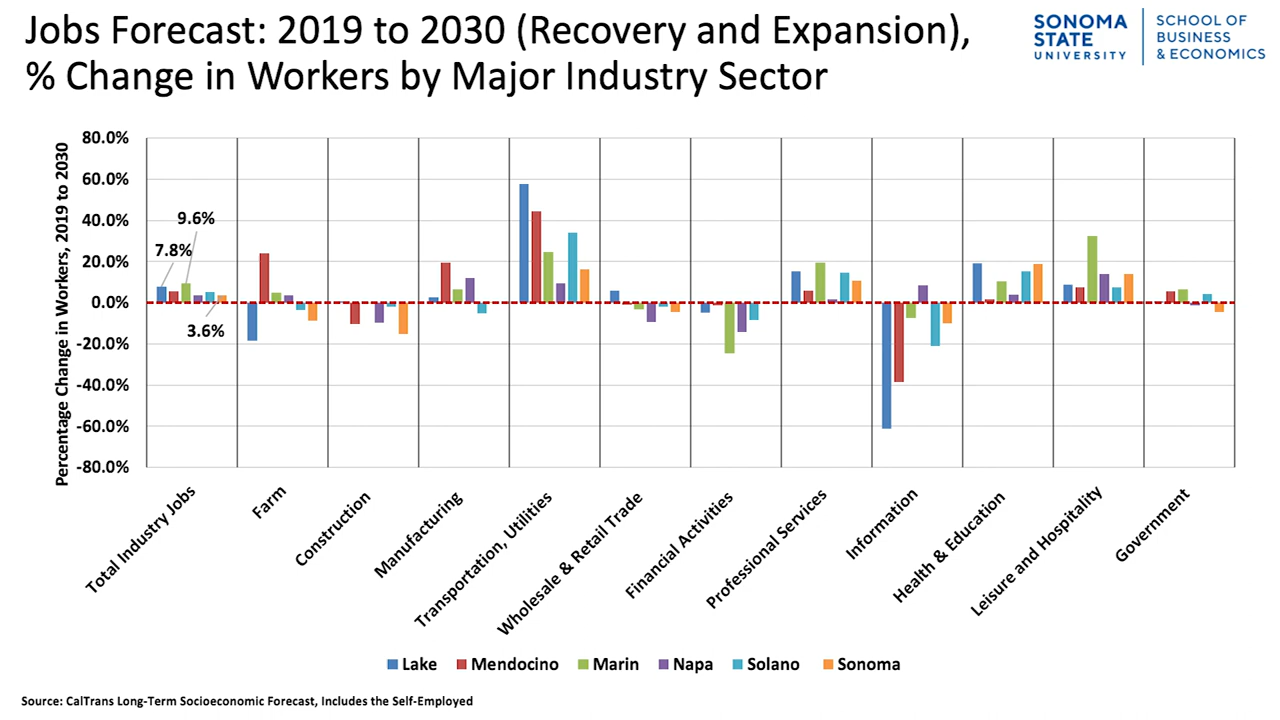 Jobs Forecast: 2019 to 2030 (Recovery and Expansion),
% Change in Workers by Major Industry Sector
SONOMA
STATE
UNIVERSITY
SCHOOL OF
BUSINESS
& ECONOMICS
Percentage Change in Workers, 2019 to 2030
80.0%
60.0%
40.0%
20.0%
0.0%
-20.0%
-40.0%
-60.0%
-80.0%
9.6%
7.8%
3.6%
Total Industry Jobs
Farm
Construction
Manufacturing
Transportation, Utilities
Wholesale & Retail Trade
Financial Activities
Professional Services
Information
Health & Education
Leisure and Hospitality
Government
Lake
Mendocino
Marin
Napa
Solano
Sonoma
Source: CalTrans Long-Term Socioeconomic Forecast, Includes the Self-Employed